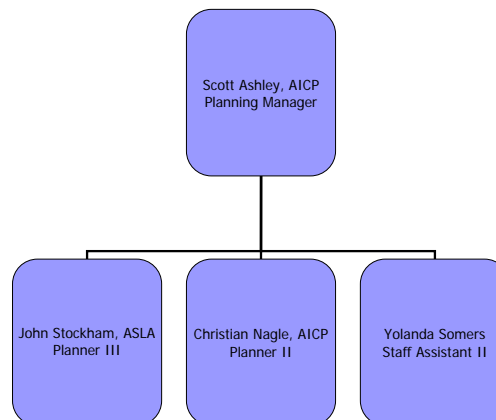 Scott Ashley, AICP
Planning Manager
John Stockham, ASLA
Planner III
Christian Nagle, AICP
Planner II
Yolanda Somers
Staff Assistant II